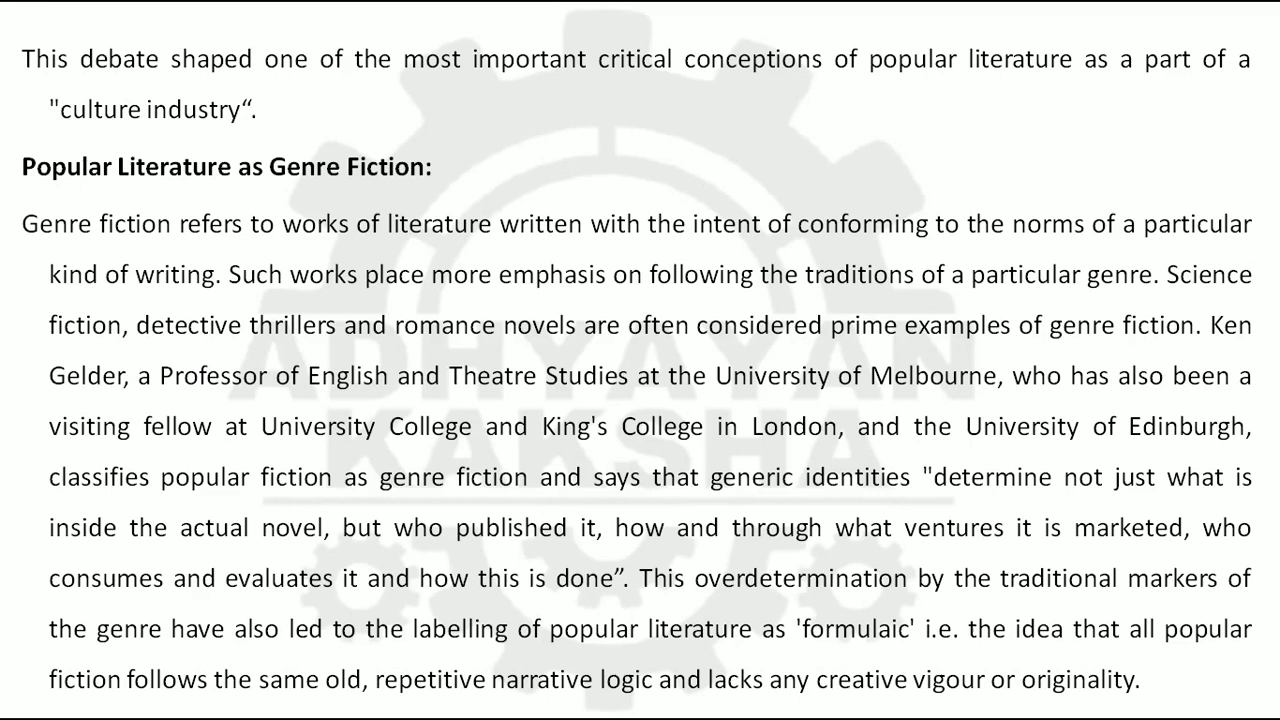 This debate shaped one of the most important critical conceptions of popular literature as a part of a
"culture industry“.
Popular Literature as Genre Fiction:
Genre fiction refers to works of literature written with the intent of conforming to the norms of a particular
kind of writing. Such works place more emphasis on following the traditions of a particular genre. Science
fiction, detective thrillers and romance novels are often considered prime examples of genre fiction. Ken
Gelder, a Professor of English and Theatre Studies at the University of Melbourne, who has also been a
visiting fellow at University College and King's College in London, and the University of Edinburgh,
classifies popular fiction as genre fiction and says that generic identities "determine not just what is
inside the actual novel, but who published it, how and through what ventures it is marketed, who
consumes and evaluates it and how this is done”. This overdetermination by the traditional markers of
the genre have also led to the labelling of popular literature as 'formulaic' i.e. the idea that all popular
fiction follows the same old, repetitive narrative logic and lacks any creative vigour or originality.
ADHYAYAN
KAKSHA